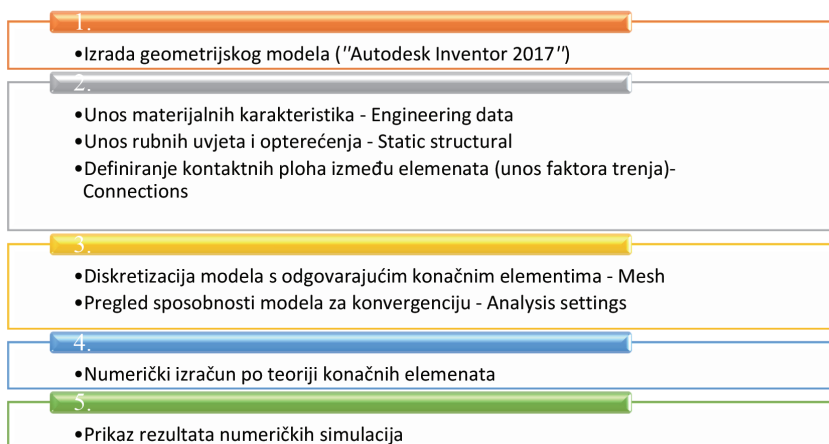 1.
•Izrada geometrijskog modela ("Autodesk Inventor 2017")
2.
•Unos materijalnih karakteristika - Engineering data
•Unos rubnih uvjeta i opterećenja - Static structural
•Definiranje kontaktnih ploha između elemenata (unos faktora trenja)-
Connections
3.
•Diskretizacija modela s odgovarajućim konačnim elementima - Mesh
•Pregled sposobnosti modela za konvergenciju - Analysis settings
4.
•Numerički izračun po teoriji konačnih elemenata
5.
•Prikaz rezultata numeričkih simulacija